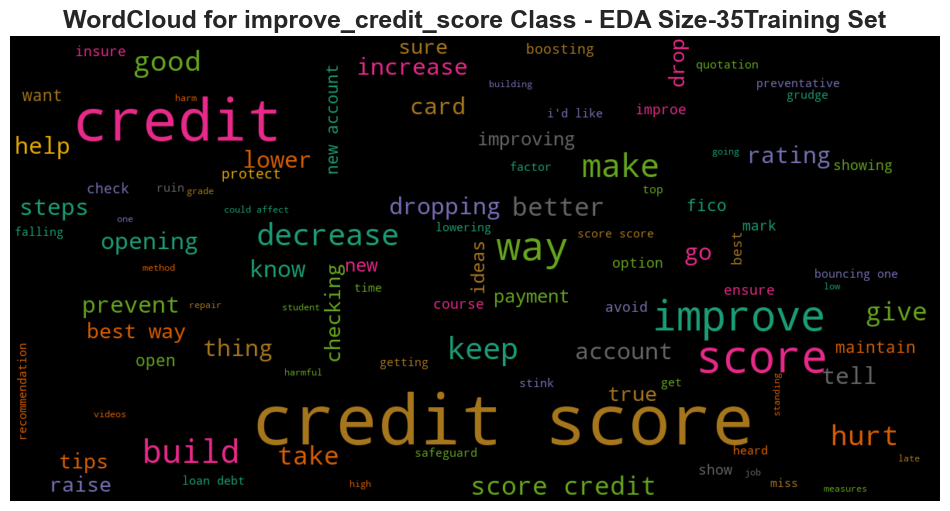 WordCloud for improve_credit_score Class - EDA Size-35Training Set
insure
good
sure
boosting
drop
quotation
increase
building
preventative
want
harm
credit
new account
card
i'd like
improe
grudge
help
lower
protect
improving
make
rating
showing
factor
going
check
ruin
grade
top
steps
could affect
dropping
better
fico
one
falling
opening
decrease
lowering
way
score score
mark
best
know
new
ideas
option
go
method
checking
bouncing one
low
prevent
repair
student
time
course
payment
avoid
ensure
improve
give
best way
thing
keep
account
score
maintain
open
getting
harmful
tell
recommendation
stink
get
true
standing
videos
credit score
build
take
safeguard
heard
hurt
tips
late
raise
loan debt
high
score credit
show
job
miss
measures